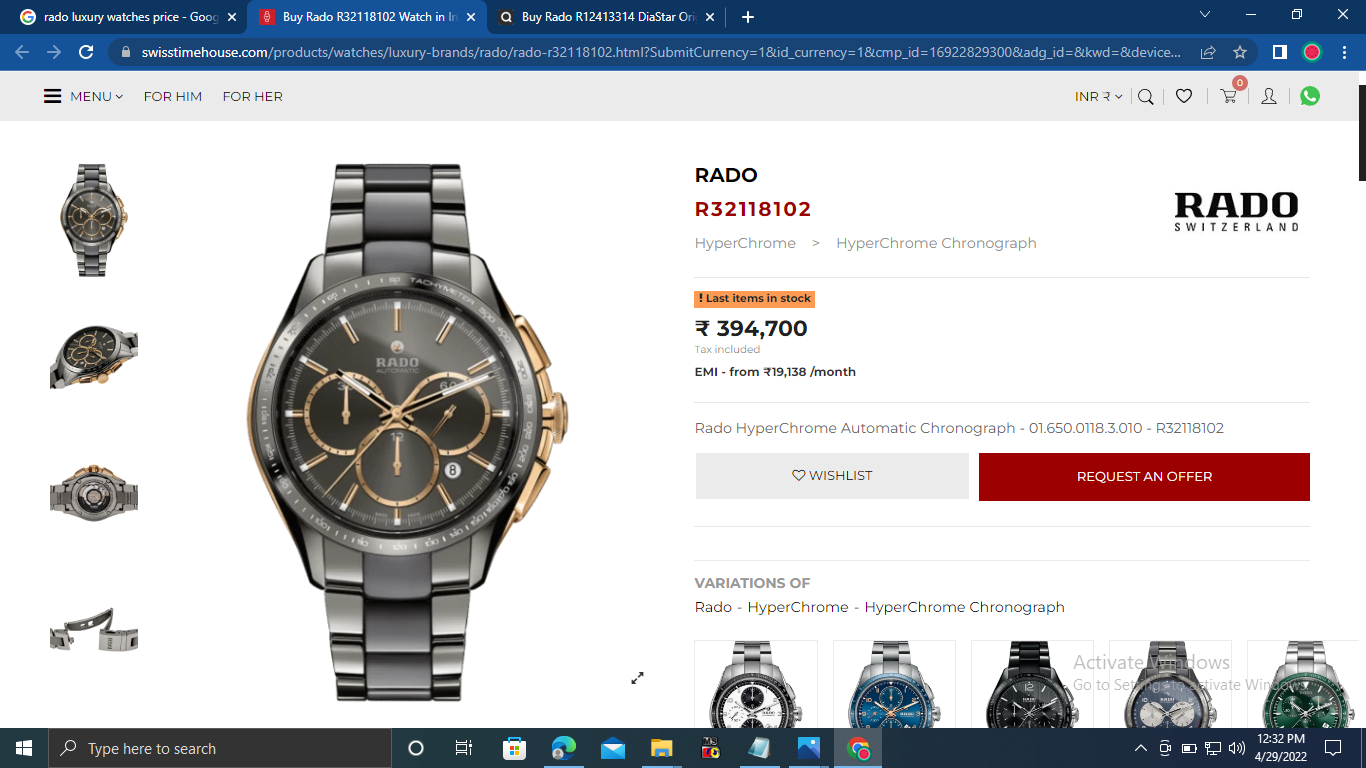 rado luxury watches price - Goog
Buy Rado R32118102 Watch in In
Buy Rado R12413314 DiaStar Ori
swisstimehouse.com/products/watches/luxury-brands/rado/rado-r32118102.html?SubmitCurrency=1&id_currency=1&cmp_id=16922829300&adg_id=&kwd=&device...
MENU
FOR HIM
FOR HER
INR ₹
0
RADO
R32118102
RADO
SWITZERLAND
HyperChrome > HyperChrome Chronograph
! Last items in stock
₹ 394,700
Tax included
EMI - from ₹19,138 /month
TACHYMETER
RADO
AUTOMATIC
60
12
8
Rado HyperChrome Automatic Chronograph - 01.650.0118.3.010 - R32118102
WISHLIST
REQUEST AN OFFER
VARIATIONS OF
Rado - HyperChrome - HyperChrome Chronograph
Activate Windows
Go to Settings to activate Windows.
Type here to search
12:32 PM
4/29/2022